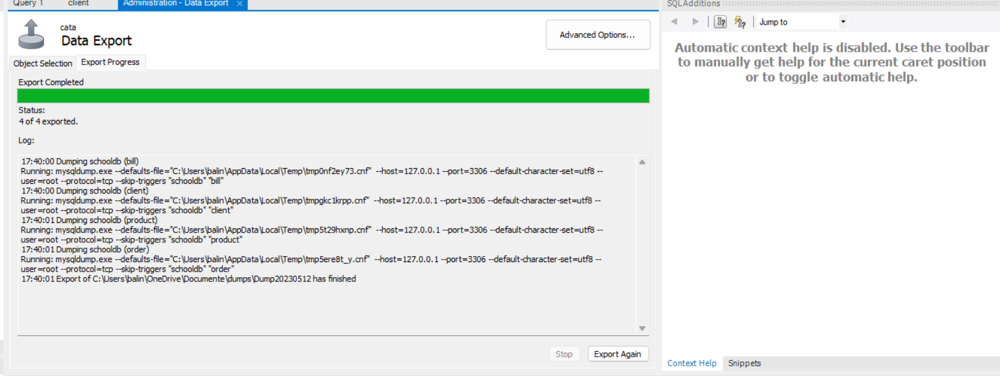 Query 1 client Administration - Data Export
SQLAdditions
Jump to
cata
Data Export
Advanced Options...
Automatic context help is disabled. Use the toolbar
to manually get help for the current caret position
or to toggle automatic help.
Object Selection Export Progress
Export Completed
Status:
4 of 4 exported.
Log:
17:40:00 Dumping schooldb (bill)
Running: mysqldump.exe --defaults-file="C:\Users\balin\AppData\Local\Temp\tmp0nf2ey73.cnf" --host=127.0.0.1 --port=3306 --default-character-set=utf8 --
user=root --protocol=tcp --skip-triggers "schooldb" "bill"
17:40:00 Dumping schooldb (client)
Running: mysqldump.exe --defaults-file="C:\Users\balin\AppData\Local\Temp\tmpgkc1krpp.cnf" --host=127.0.0.1 --port=3306 --default-character-set=utf8 --
user=root --protocol=tcp --skip-triggers "schooldb" "client"
17:40:01 Dumping schooldb (product)
Running: mysqldump.exe --defaults-file="C:\Users\balin\AppData\Local\Temp\tmp5t29hxnp.cnf" --host=127.0.0.1 --port=3306 --default-character-set=utf8 --
user=root --protocol=tcp --skip-triggers "schooldb" "product"
17:40:01 Dumping schooldb (order)
Running: mysqldump.exe --defaults-file="C:\Users\balin\AppData\Local\Temp\tmp5ere8t_y.cnf" --host=127.0.0.1 --port=3306 --default-character-set=utf8 --
user=root --protocol=tcp --skip-triggers "schooldb" "order"
17:40:01 Export of C:\Users\balin\OneDrive\Documente\dumps\Dump20230512 has finished
Stop Export Again
Context Help Snippets